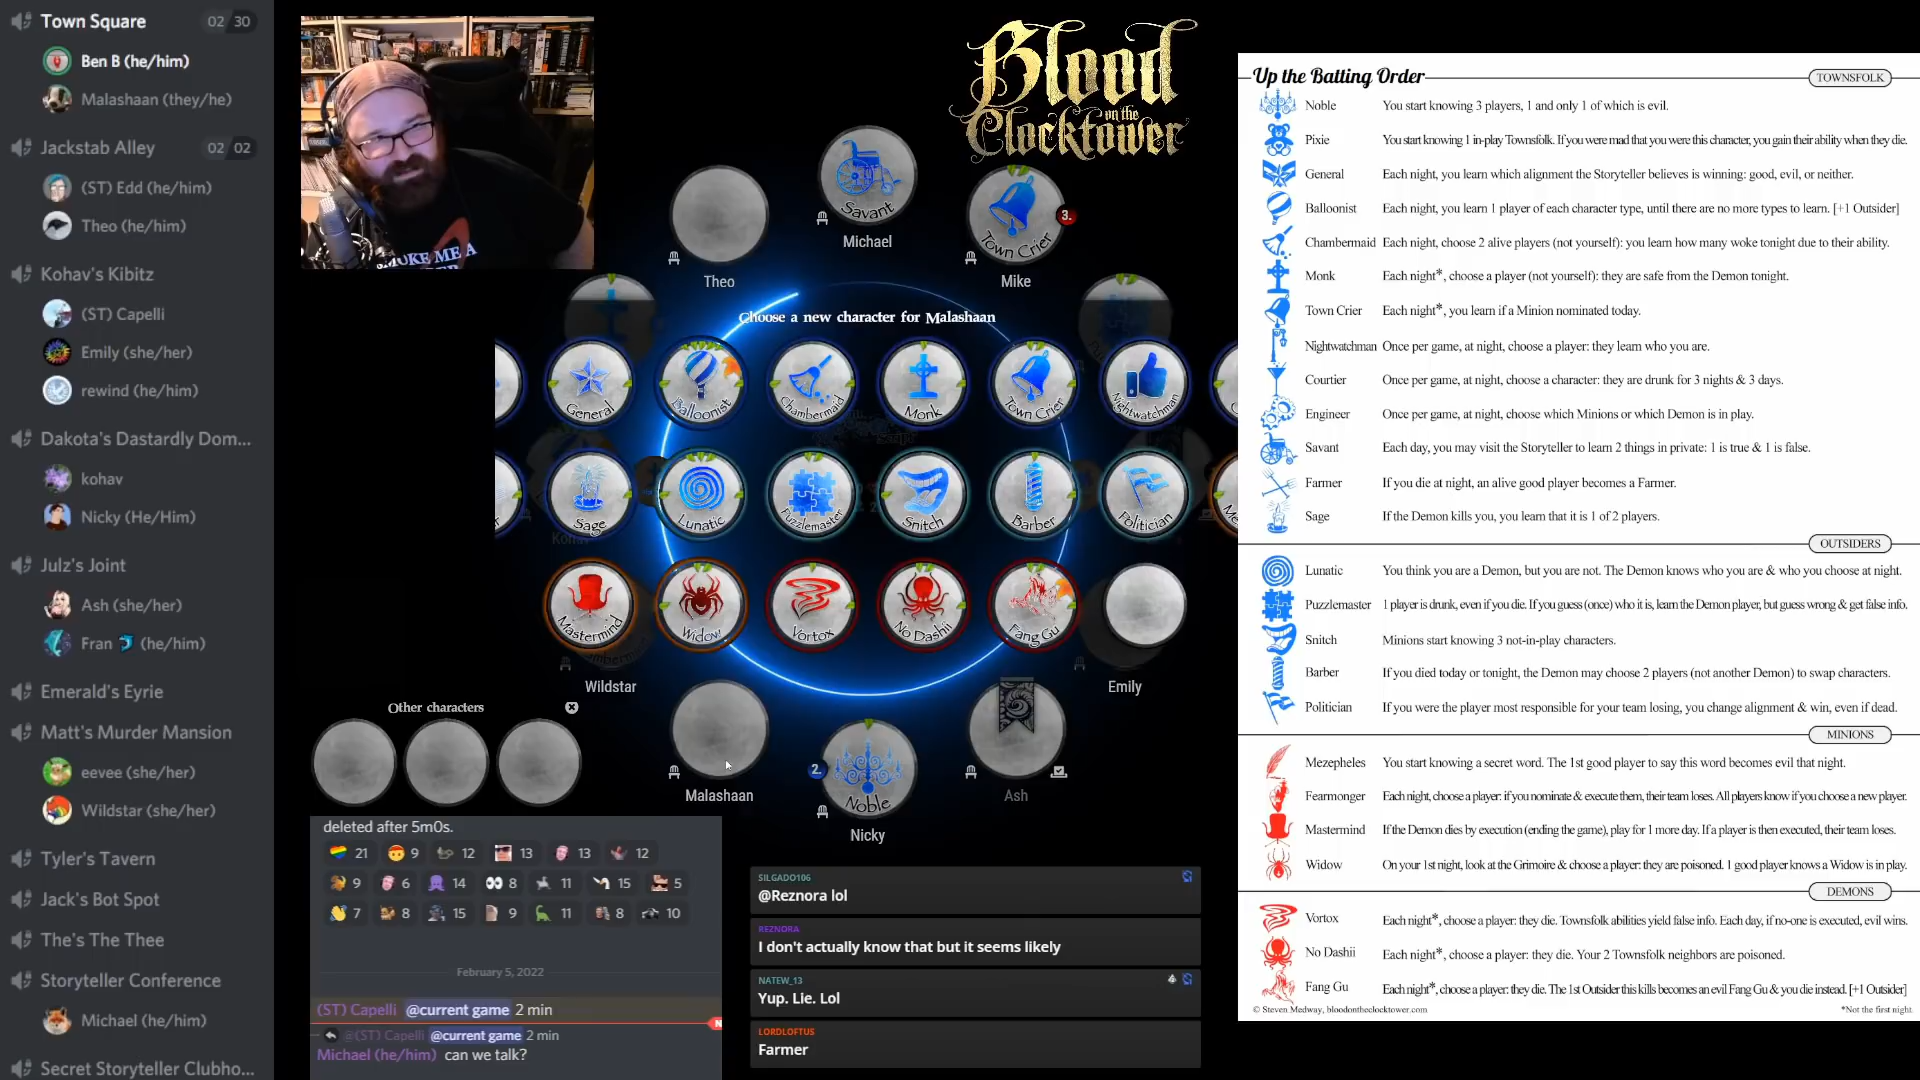 Town Square 02 30
Ben B (he/him)
Malashaan (they/he)
Jackstab Alley 02 02
(ST) Edd (he/him)
Theo (he/him)
Kohav's Kibitz
(ST) Capelli
Emily (she/her)
rewind (he/him)
Dakota's Dastardly Dom...
kohav
Nicky (He/Him)
Julz's Joint
Ash (she/her)
Fran (he/him)
Emerald's Eyrie
Matt's Murder Mansion
eevee (she/her)
Wildstar (she/her)
Tyler's Tavern
Jack's Bot Spot
The's The Thee
Storyteller Conference
Michael (he/him)
Secret Storyteller Clubho...
SMOKE ME A
Blood
on the
Clocktower
Savant
Michael
Theo
Town Crier
3.
Mike
Choose a new character for Malashaan
General
Balloonist
Chambermaid
Monk
Town Crier
Nightwatchman
Sage
Lunatic
Puzzlemaster
Snitch
Barber
Politician
Mastermind
Widow
Vortox
No Dashii
Fang Gu
Wildstar
Emily
Malashaan
2.
Noble
Nicky
Ash
Other characters
deleted after 5m0s.
21 9 12 13 13 12
9 6 14 8 11 15 5
7 8 15 9 11 8 10
February 5, 2022
(ST) Capelli @current game 2 min
@(ST) Capelli @current game 2 min
Michael (he/him) can we talk?
SILGADO106
@Reznora lol
REZNORA
I don't actually know that but it seems likely
NATEW_13
Yup. Lie. Lol
LORDLOFTUS
Farmer
Up the Batting Order
TOWNSFOLK
Noble You start knowing 3 players, 1 and only 1 of which is evil.
Pixie You start knowing 1 in-play Townsfolk. If you were mad that you were this character, you gain their ability when they die.
General Each night, you learn which alignment the Storyteller believes is winning: good, evil, or neither.
Balloonist Each night, you learn 1 player of each character type, until there are no more types to learn. [+1 Outsider]
Chambermaid Each night, choose 2 alive players (not yourself): you learn how many woke tonight due to their ability.
Monk Each night*, choose a player (not yourself): they are safe from the Demon tonight.
Town Crier Each night*, you learn if a Minion nominated today.
Nightwatchman Once per game, at night, choose a player: they learn who you are.
Courtier Once per game, at night, choose a character: they are drunk for 3 nights & 3 days.
Engineer Once per game, at night, choose which Minions or which Demon is in play.
Savant Each day, you may visit the Storyteller to learn 2 things in private: 1 is true & 1 is false.
Farmer If you die at night, an alive good player becomes a Farmer.
Sage If the Demon kills you, you learn that it is 1 of 2 players.
OUTSIDERS
Lunatic You think you are a Demon, but you are not. The Demon knows who you are & who you choose at night.
Puzzlemaster 1 player is drunk, even if you die. If you guess (once) who it is, learn the Demon player, but guess wrong & get false info.
Snitch Minions start knowing 3 not-in-play characters.
Barber If you died today or tonight, the Demon may choose 2 players (not another Demon) to swap characters.
Politician If you were the player most responsible for your team losing, you change alignment & win, even if dead.
MINIONS
Mezepheles You start knowing a secret word. The 1st good player to say this word becomes evil that night.
Fearmonger Each night, choose a player: if you nominate & execute them, their team loses. All players know if you choose a new player.
Mastermind If the Demon dies by execution (ending the game), play for 1 more day. If a player is then executed, their team loses.
Widow On your 1st night, look at the Grimoire & choose a player: they are poisoned. 1 good player knows a Widow is in play.
DEMONS
Vortox Each night*, choose a player: they die. Townsfolk abilities yield false info. Each day, if no-one is executed, evil wins.
No Dashii Each night*, choose a player: they die. Your 2 Townsfolk neighbors are poisoned.
Fang Gu Each night*, choose a player: they die. The 1st Outsider this kills becomes an evil Fang Gu & you die instead. [+1 Outsider]
© Steven Medway, bloodontheclocktower.com *Not the first night.